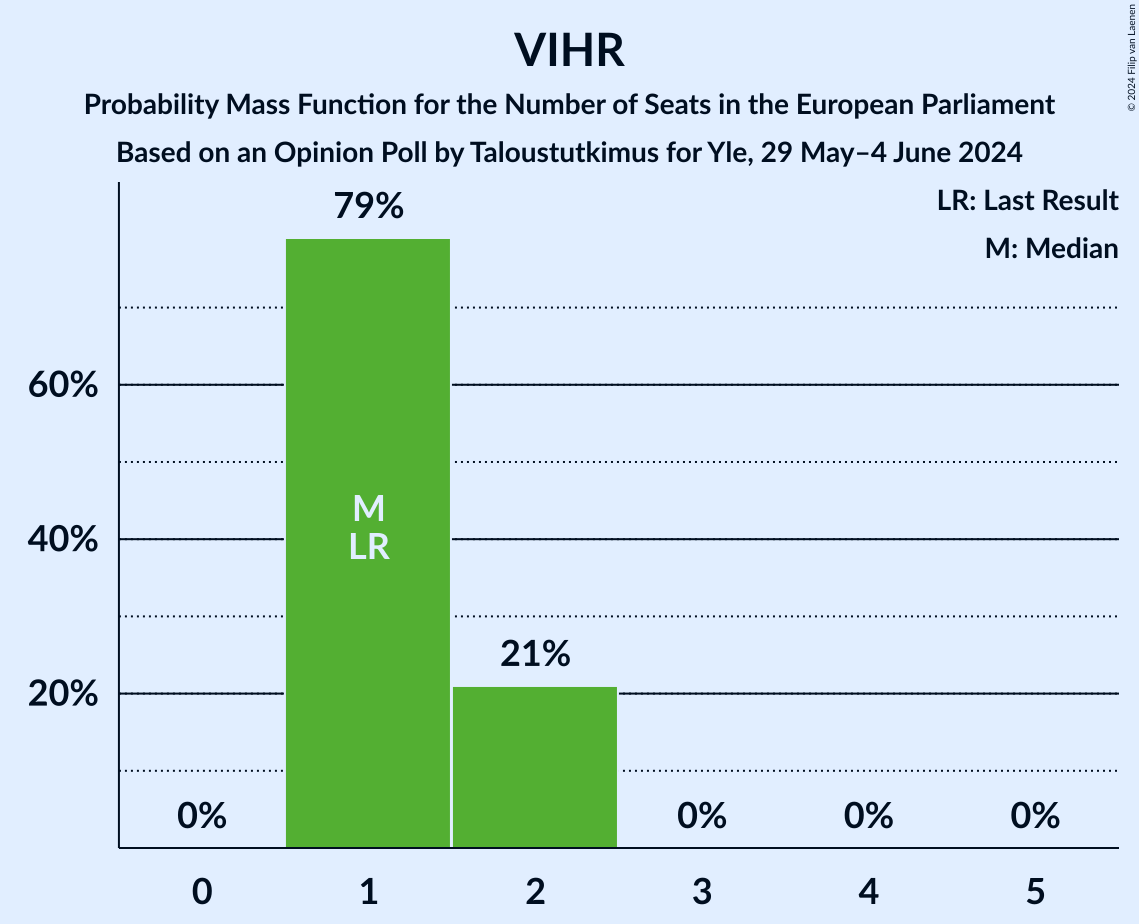 VIHR
Probability Mass Function for the Number of Seats in the European Parliament
Based on an Opinion Poll by Taloustutkimus for Yle, 29 May–4 June 2024
© 2024 Filip van Laenen
LR: Last Result
M: Median
79%
60%
M
40%
LR
21%
20%
0%
0%
0%
0%
0
1
2
3
4
5